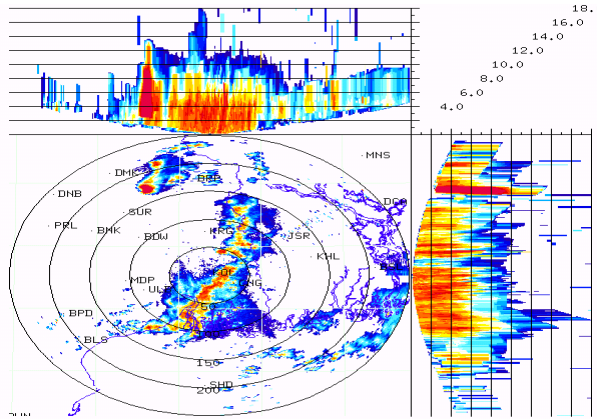 18.
16.0
14.0
12.0
10.0
8.0
6.0
4.0
MNS
DMK
DNB
SUR
PRL
BMK
BDW
KRG
JSR
KHL
MDP
BPD
BLS
150
SHD
200